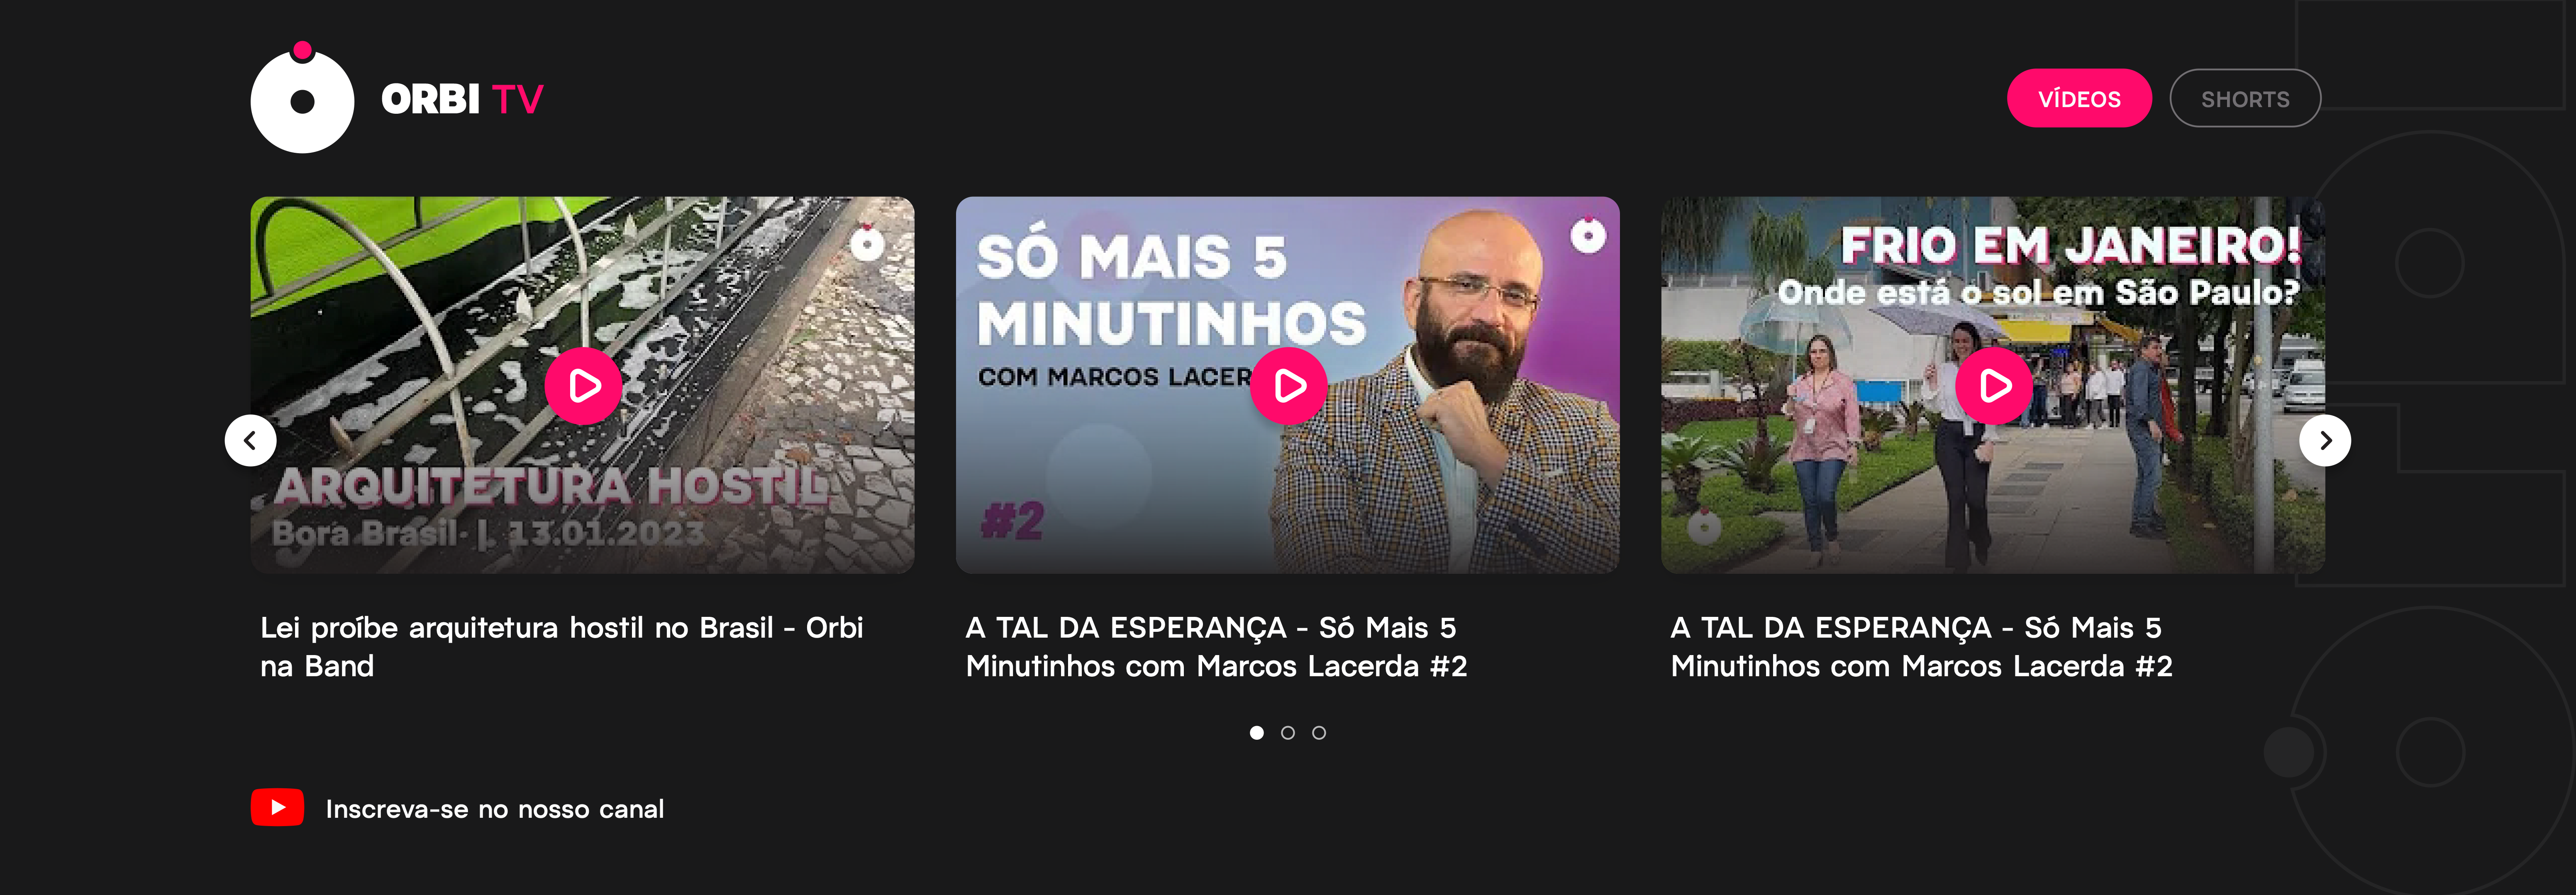 ORBI TV
VÍDEOS
SHORTS
ARQUITETURA HOSTIL
Bora Brasil | 13.01.2023
SÓ MAIS 5
MINUTINHOS
COM MARCOS LACER
#2
FRIO EM JANEIRO!
Onde está o sol em São Paulo?
Lei proíbe arquitetura hostil no Brasil - Orbi
na Band
A TAL DA ESPERANÇA - Só Mais 5
Minutinhos com Marcos Lacerda #2
A TAL DA ESPERANÇA - Só Mais 5
Minutinhos com Marcos Lacerda #2
Inscreva-se no nosso canal